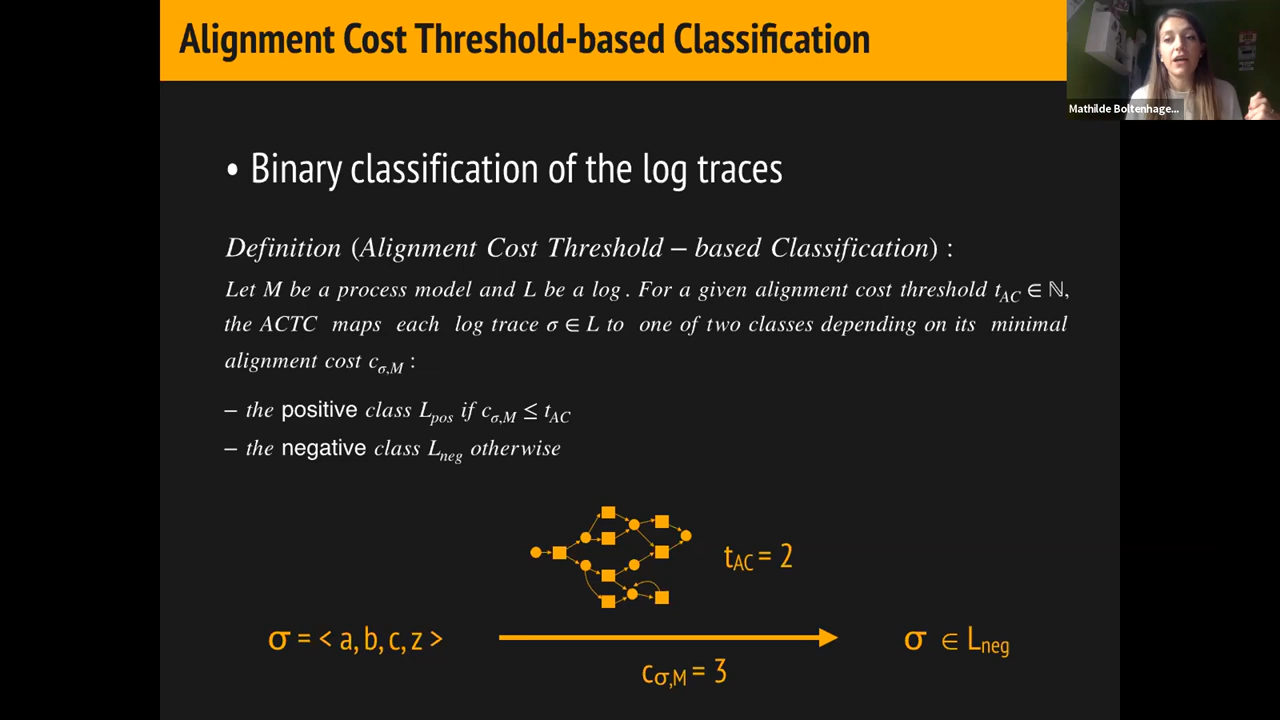 Alignment Cost Threshold-based Classification
Mathilde Boltenhage...
• Binary classification of the log traces
Definition (Alignment Cost Threshold – based Classification) :
Let M be a process model and L be a log . For a given alignment cost threshold t_AC ∈ ℕ,
the ACTC maps each log trace σ ∈ L to one of two classes depending on its minimal
alignment cost c_σ,M :
– the positive class L_pos if c_σ,M ≤ t_AC
– the negative class L_neg otherwise
t_AC = 2
σ = < a, b, c, z >
σ ∈ L_neg
c_σ,M = 3